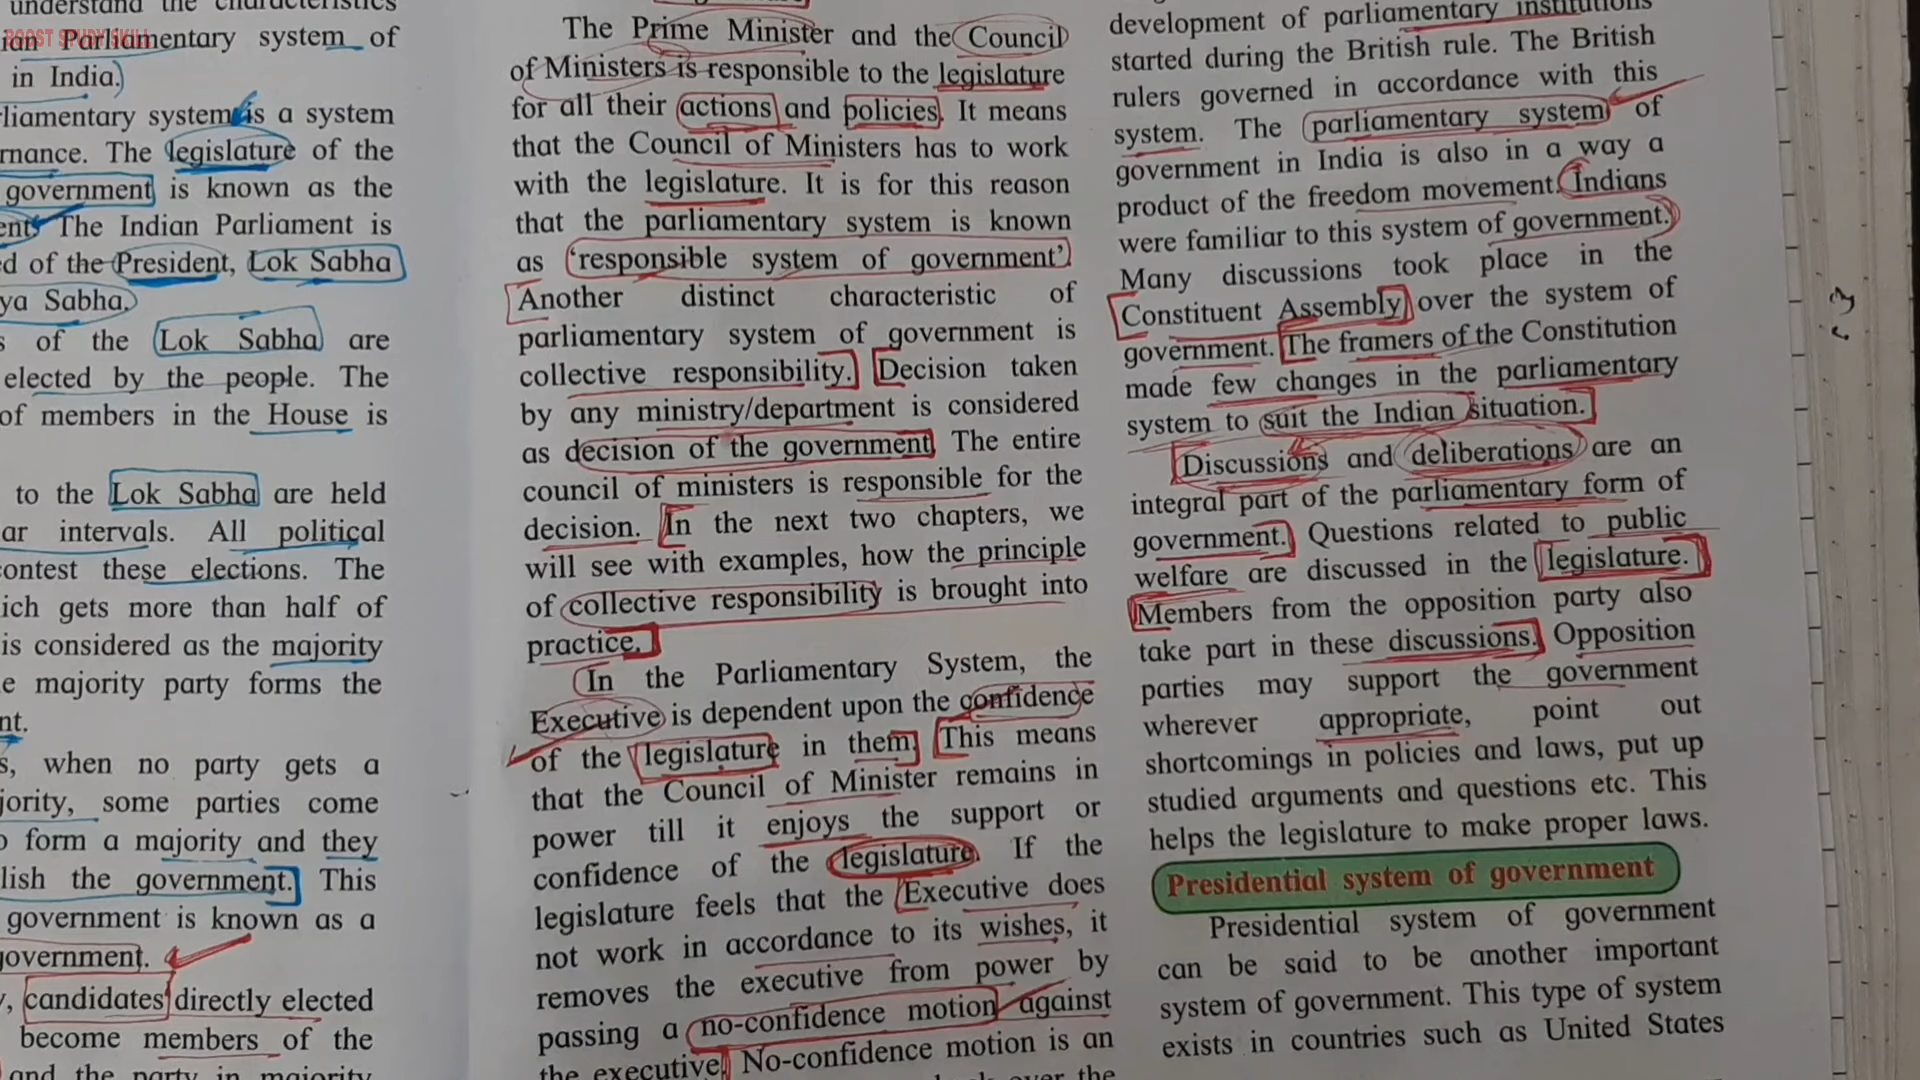 understand the characteristics
BOOST STUDY SKILL
ian Parliamentary system of
in India.
liamentary system is a system
rnance. The legislature of the
government is known as the
ent. The Indian Parliament is
d of the President, Lok Sabha
ya Sabha.
s of the Lok Sabha are
elected by the people. The
of members in the House is
to the Lok Sabha are held
ar intervals. All political
ontest these elections. The
ich gets more than half of
is considered as the majority
e majority party forms the
nt.
s, when no party gets a
jority, some parties come
o form a majority and they
lish the government. This
government is known as a
government.
y, candidates directly elected
become members of the
and the party in majority
The Prime Minister and the Council
of Ministers is responsible to the legislature
for all their actions and policies. It means
that the Council of Ministers has to work
with the legislature. It is for this reason
that the parliamentary system is known
as 'responsible system of government'.
Another distinct characteristic of
parliamentary system of government is
collective responsibility. Decision taken
by any ministry/department is considered
as decision of the government. The entire
council of ministers is responsible for the
decision. In the next two chapters, we
will see with examples, how the principle
of collective responsibility is brought into
practice.
In the Parliamentary System, the
Executive is dependent upon the confidence
of the legislature in them. This means
that the Council of Minister remains in
power till it enjoys the support or
confidence of the legislature. If the
legislature feels that the Executive does
not work in accordance to its wishes, it
removes the executive from power by
passing a no-confidence motion against
the executive. No-confidence motion is an
over the
development of parliamentary institutions
started during the British rule. The British
rulers governed in accordance with this
system. The parliamentary system of
government in India is also in a way a
product of the freedom movement. Indians
were familiar to this system of government.
Many discussions took place in the
Constituent Assembly over the system of
government. The framers of the Constitution
made few changes in the parliamentary
system to suit the Indian situation.
Discussions and deliberations are an
integral part of the parliamentary form of
government. Questions related to public
welfare are discussed in the legislature.
Members from the opposition party also
take part in these discussions. Opposition
parties may support the government
wherever appropriate, point out
shortcomings in policies and laws, put up
studied arguments and questions etc. This
helps the legislature to make proper laws.
Presidential system of government
Presidential system of government
can be said to be another important
system of government. This type of system
exists in countries such as United States